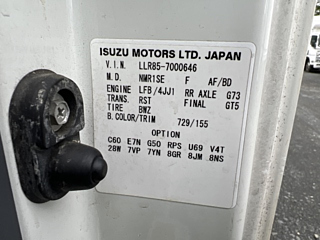 ISUZU MOTORS LTD. JAPAN
V.I.N. LLR85-7000646
M.D. NMR1SE F AF/BD
ENGINE LFB/4JJ1 RR AXLE G73
TRANS. RST FINAL GT5
TIRE BWZ
B.COLOR/TRIM 729/155
OPTION
C60 E7N G50 RPS U69 V4T
28W 7VP 7YN 8GR 8JM 8NS